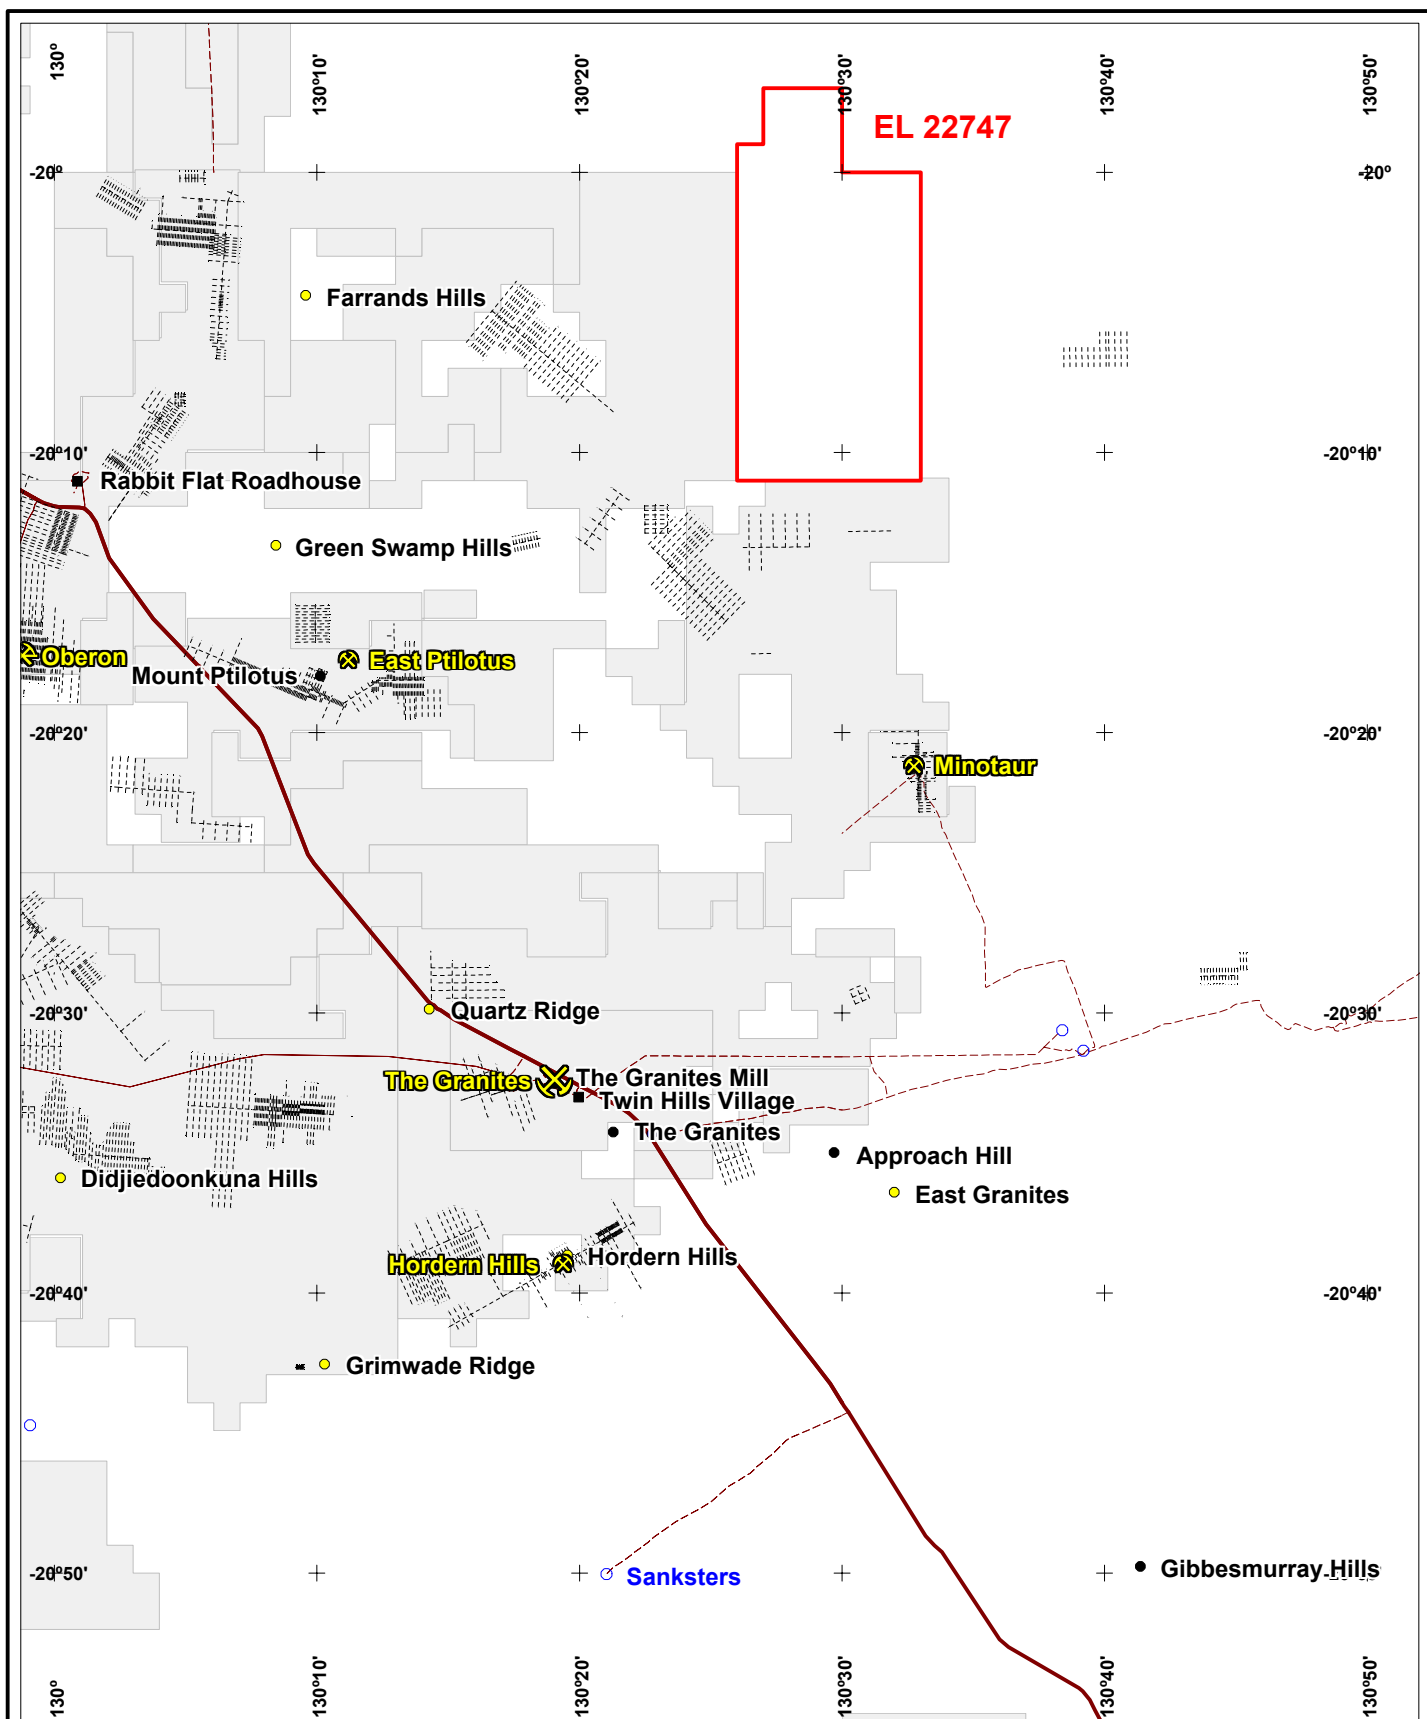 130°
130°10'
130°20'
130°30'
130°40'
130°50'
EL 22747
-20°
-20°
Farrands Hills
-20°10'
-20°10'
Rabbit Flat Roadhouse
Green Swamp Hills
Oberon
East Ptilotus
Mount Ptilotus
-20°20'
-20°20'
Minotaur
-20°30'
Quartz Ridge
-20°30'
The Granites
The Granites Mill
Twin Hills Village
The Granites
Approach Hill
Didjiedoonkuna Hills
East Granites
Hordern Hills
Hordern Hills
-20°40'
-20°40'
Grimwade Ridge
-20°50'
Sanksters
Gibbesmurray Hills
130°
130°10'
130°20'
130°30'
130°40'
130°50'